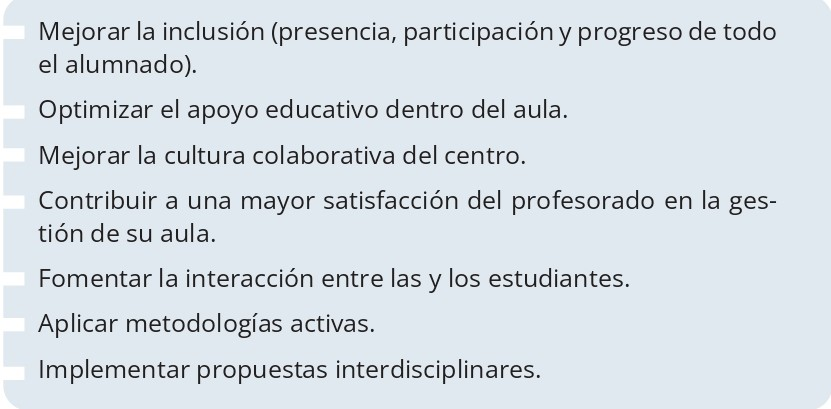 Mejorar la inclusión (presencia, participación y progreso de todo
el alumnado).
Optimizar el apoyo educativo dentro del aula.
Mejorar la cultura colaborativa del centro.
Contribuir a una mayor satisfacción del profesorado en la ges-
tión de su aula.
Fomentar la interacción entre las y los estudiantes.
Aplicar metodologías activas.
Implementar propuestas interdisciplinares.